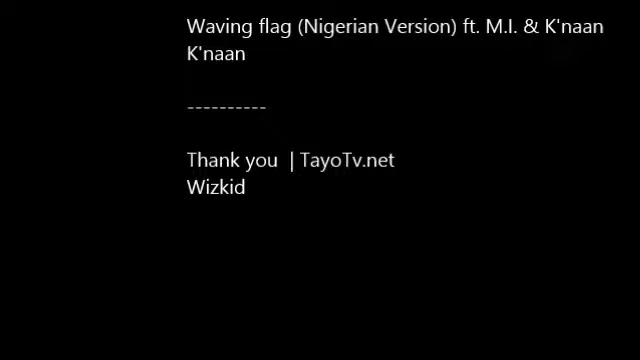 Waving flag (Nigerian Version) ft. M.I. & K'naan
K'naan
----------
Thank you | TayoTv.net
Wizkid